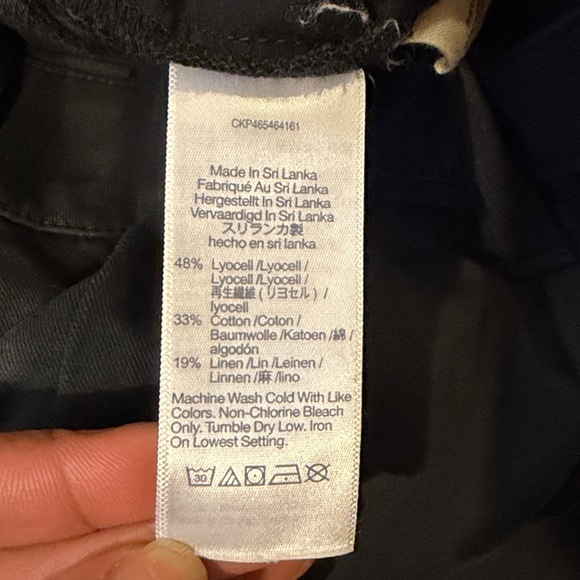 CKP465464161
Made In Sri Lanka
Fabriqué Au Sri Lanka
Hergestellt In Sri Lanka
Vervaardigd In Sri Lanka
スリランカ製
hecho en sri lanka
48% Lyocell /Lyocell /
Lyocell /Lyocell /
再生繊維 ( リヨセル ) /
lyocell
33% Cotton /Coton /
Baumwolle /Katoen /綿 /
algodón
19% Linen /Lin /Leinen /
Linnen /麻 /lino
Machine Wash Cold With Like
Colors. Non-Chlorine Bleach
Only. Tumble Dry Low. Iron
On Lowest Setting.
30